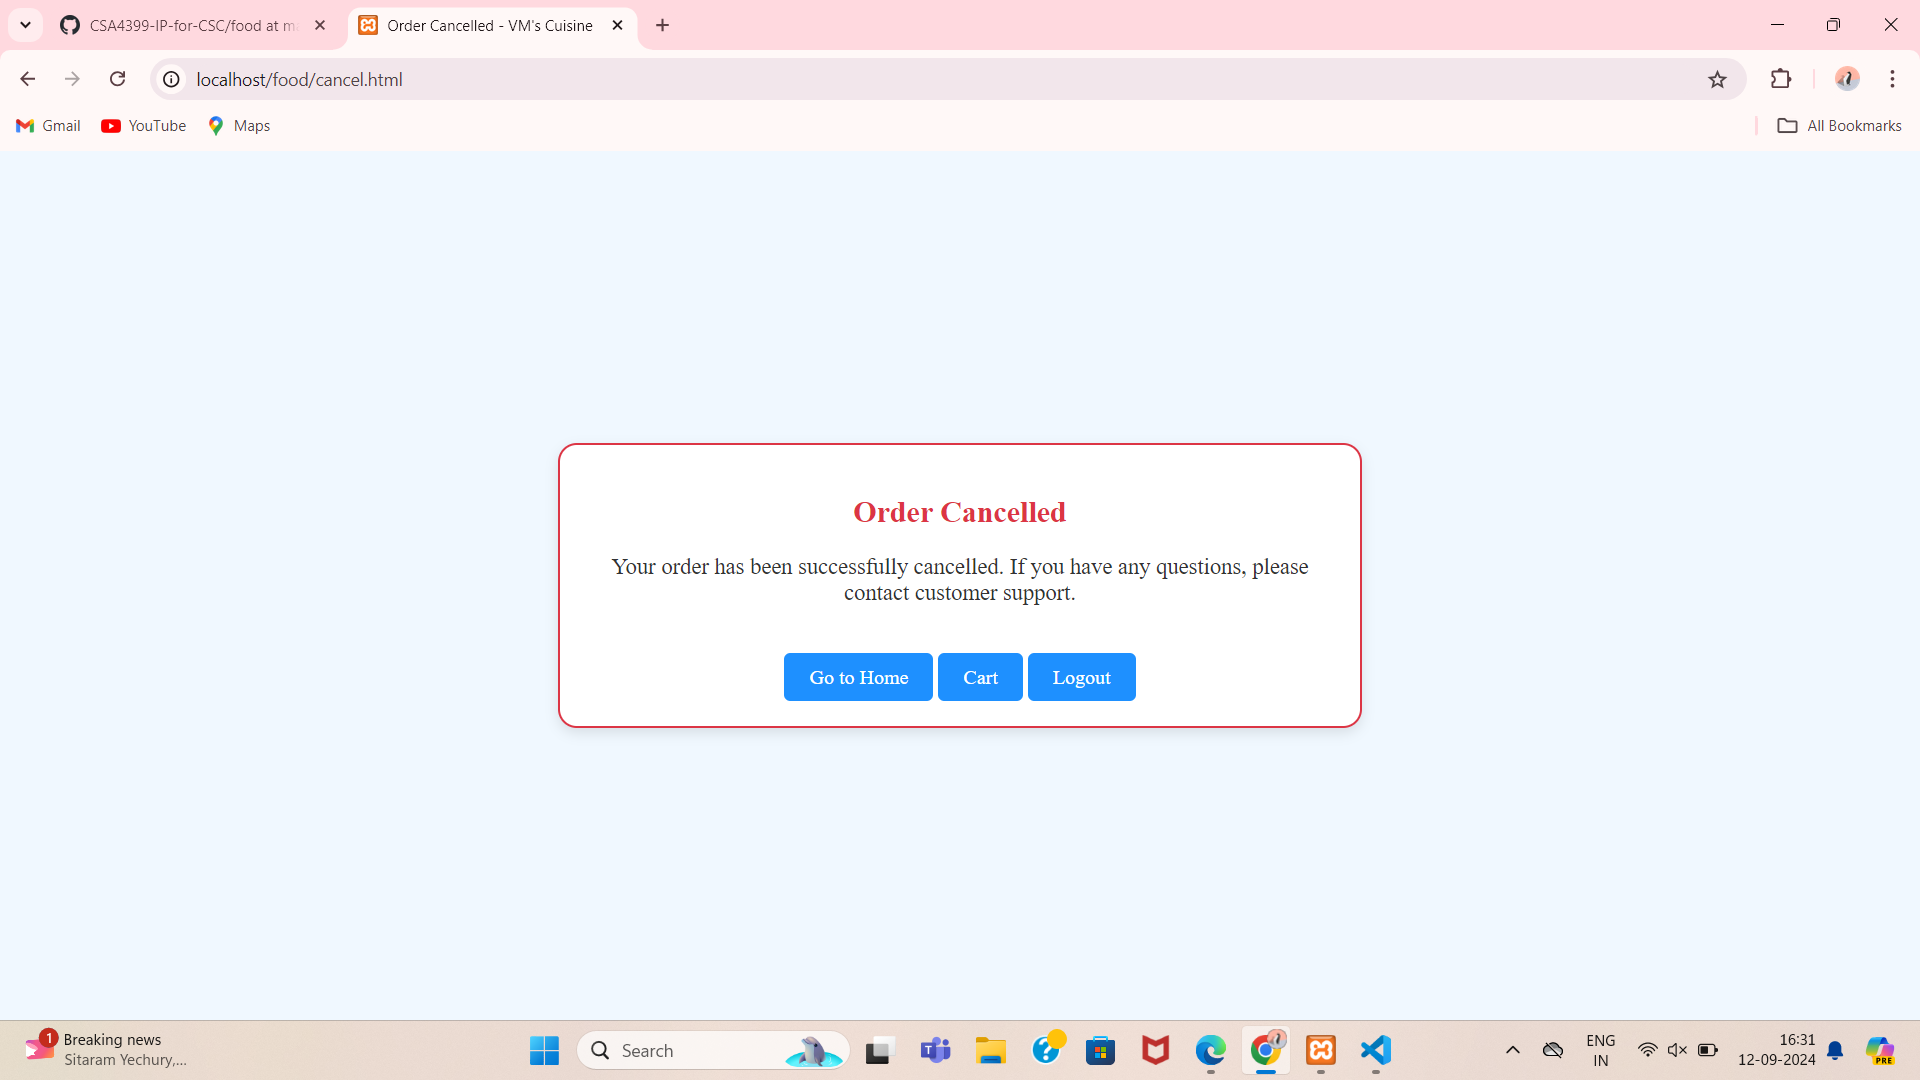 CSA4399-IP-for-CSC/food at ma
Order Cancelled - VM's Cuisine
localhost/food/cancel.html
Gmail
YouTube
Maps
All Bookmarks
Order Cancelled
Your order has been successfully cancelled. If you have any questions, please
contact customer support.
Go to Home
Cart
Logout
1
Breaking news
Sitaram Yechury,...
Search
ENG
IN
16:31
12-09-2024
PRE